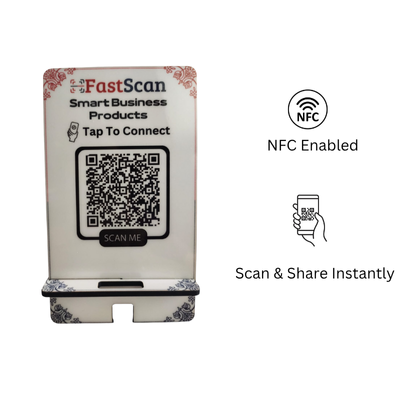 FastScan
Smart Business
Products
Tap To Connect
SCAN ME
NFC
NFC Enabled
Scan & Share Instantly